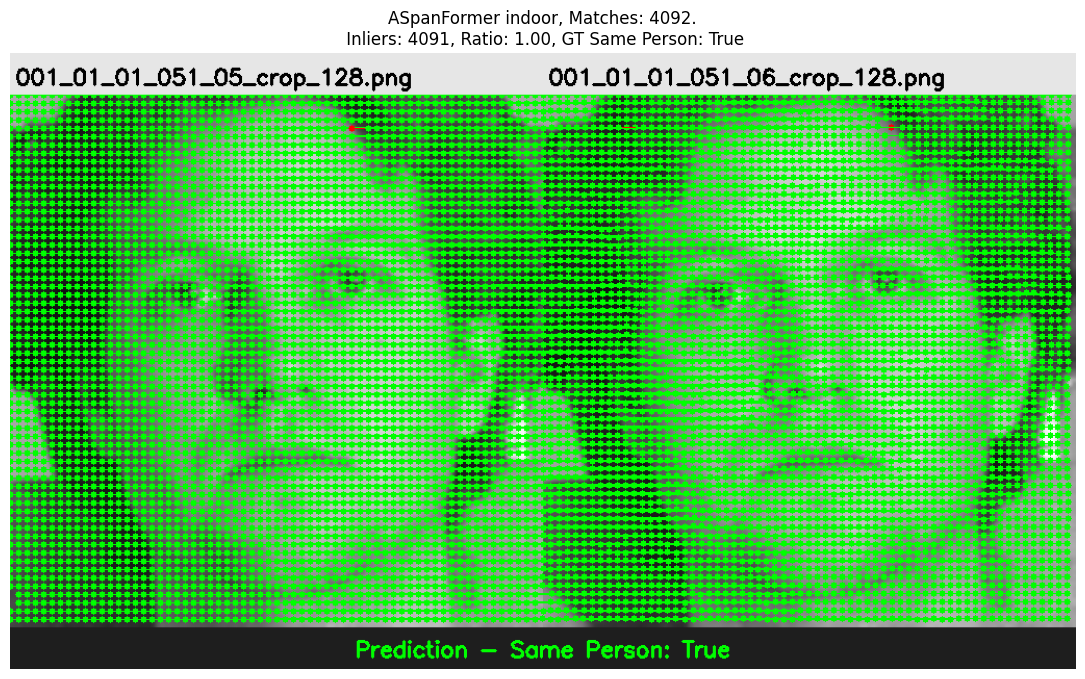 ASpanFormer indoor, Matches: 4092.
Inliers: 4091, Ratio: 1.00, GT Same Person: True
001_01_01_051_05_crop_128.png
001_01_01_051_06_crop_128.png
Prediction - Same Person: True